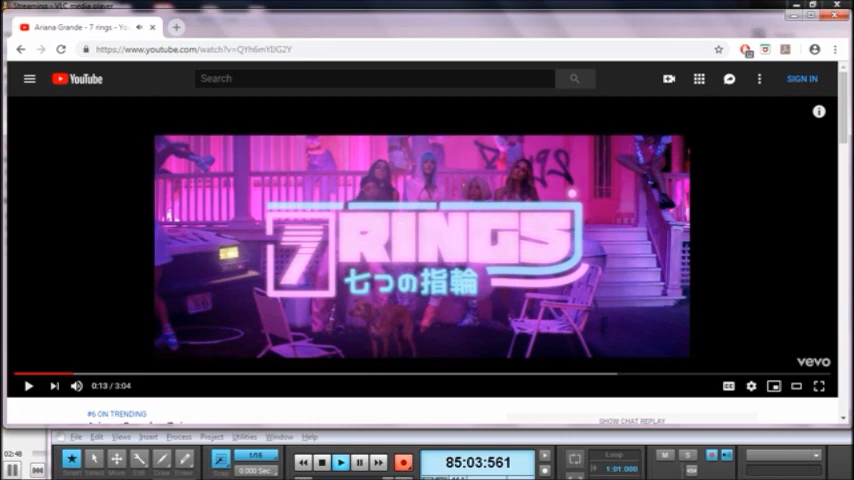 Streaming - VLC media player
Ariana Grande - 7 rings - Yo
https://www.youtube.com/watch?v=QYh6mYIJG2Y
YouTube
Search
SIGN IN
7 RINGS
七つの指輪
vevo
0:13 / 3:04
#6 ON TRENDING
SHOW CHAT REPLAY
File Edit Views Insert Process Project Utilities Window Help
02:48
1/16
Loop
M S
Snap
0:000 Sec.
85:03:561
1:01.000